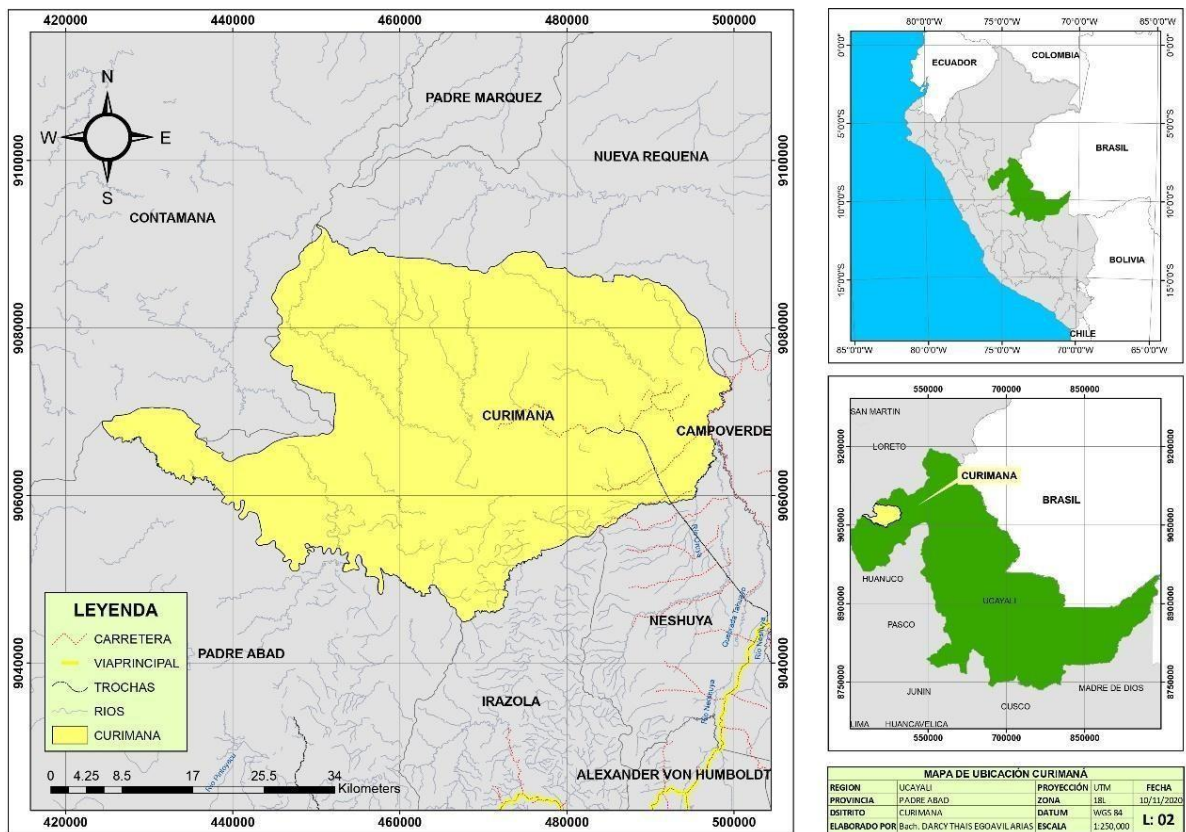 420000 440000 460000 480000 500000
N
W E
S
9100000
9080000
9060000
9040000
PADRE MARQUEZ
NUEVA REQUENA
CONTAMANA
CURIMANA
CAMPOVERDE
NESHUYA
PADRE ABAD
IRAZOLA
ALEXANDER VON HUMBOLDT
Quebrada Tahuayo
Río Neshuya
Río Neshuya
LEYENDA
CARRETERA
VIAPRINCIPAL
TROCHAS
RIOS
CURIMANA
0 4.25 8.5 17 25.5 34
Kilometers
420000 440000 460000 480000 500000
9100000
9080000
9060000
9040000
80°0'0"W 75°0'0"W 70°0'0"W 65°0'0"W
0°0'0"
5°0'0"S
10°0'0"S
15°0'0"S
ECUADOR
COLOMBIA
BRASIL
BOLIVIA
CHILE
0°0'0"
5°0'0"S
10°0'0"S
15°0'0"S
85°0'0"W 80°0'0"W 75°0'0"W 70°0'0"W 65°0'0"W
550000 700000 850000
SAN MARTIN
LORETO
CURIMANA
BRASIL
HUANUCO
UCAYALI
PASCO
JUNIN
MADRE DE DIOS
CUSCO
LIMA HUANCAVELICA
9200000
9050000
8900000
8750000
9200000
9050000
8900000
8750000
550000 700000 850000
MAPA DE UBICACIÓN CURIMANÁ
REGION UCAYALI PROYECCIÓN UTM FECHA
PROVINCIA PADRE ABAD ZONA 18L 10/11/2020
DSITRITO CURIMANA DATUM WGS 84 L: 02
ELABORADO POR Bach. DARCY THAIS EGOAVIL ARIAS ESCALA 1:250,000